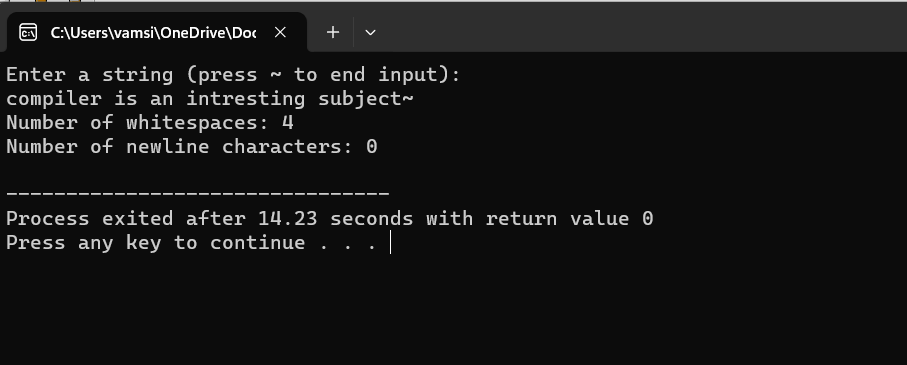 C:\Users\vamsi\OneDrive\Doc
Enter a string (press ~ to end input):
compiler is an intresting subject~
Number of whitespaces: 4
Number of newline characters: 0
--------------------------------
Process exited after 14.23 seconds with return value 0
Press any key to continue . . .